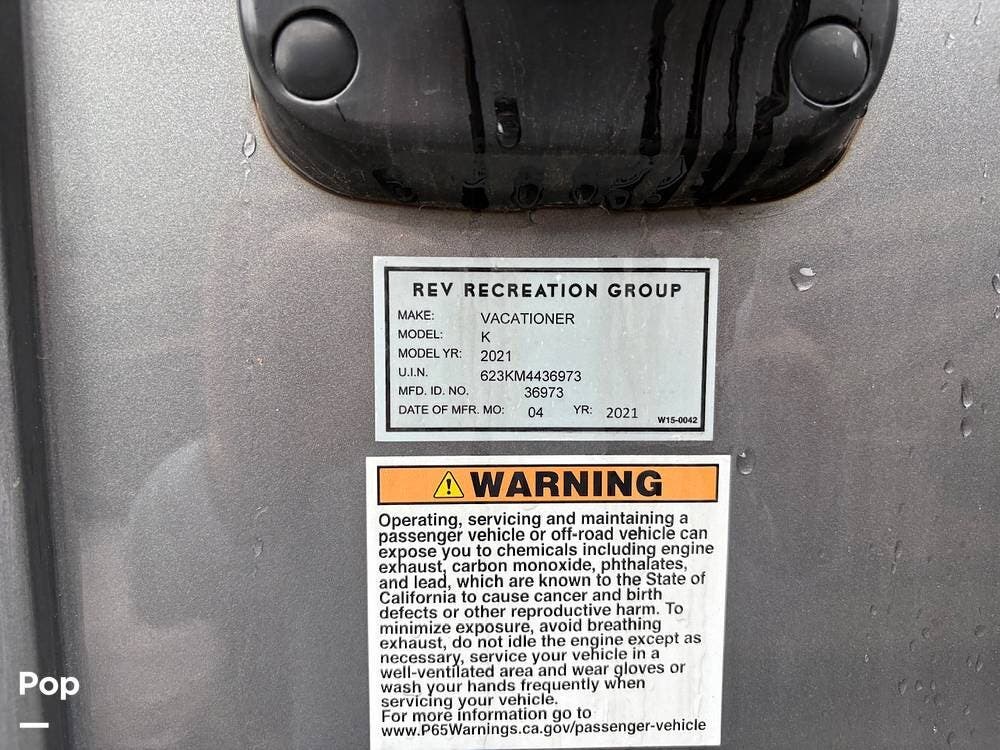 REV RECREATION GROUP
MAKE: VACATIONER
MODEL: K
MODEL YR: 2021
U.I.N. 623KM4436973
MFD. ID. NO. 36973
DATE OF MFR. MO: 04 YR: 2021 W15-0042
WARNING
Operating, servicing and maintaining a
passenger vehicle or off-road vehicle can
expose you to chemicals including engine
exhaust, carbon monoxide, phthalates,
and lead, which are known to the State of
California to cause cancer and birth
defects or other reproductive harm. To
minimize exposure, avoid breathing
exhaust, do not idle the engine except as
necessary, service your vehicle in a
well-ventilated area and wear gloves or
wash your hands frequently when
servicing your vehicle.
For more information go to
www.P65Warnings.ca.gov/passenger-vehicle
Pop